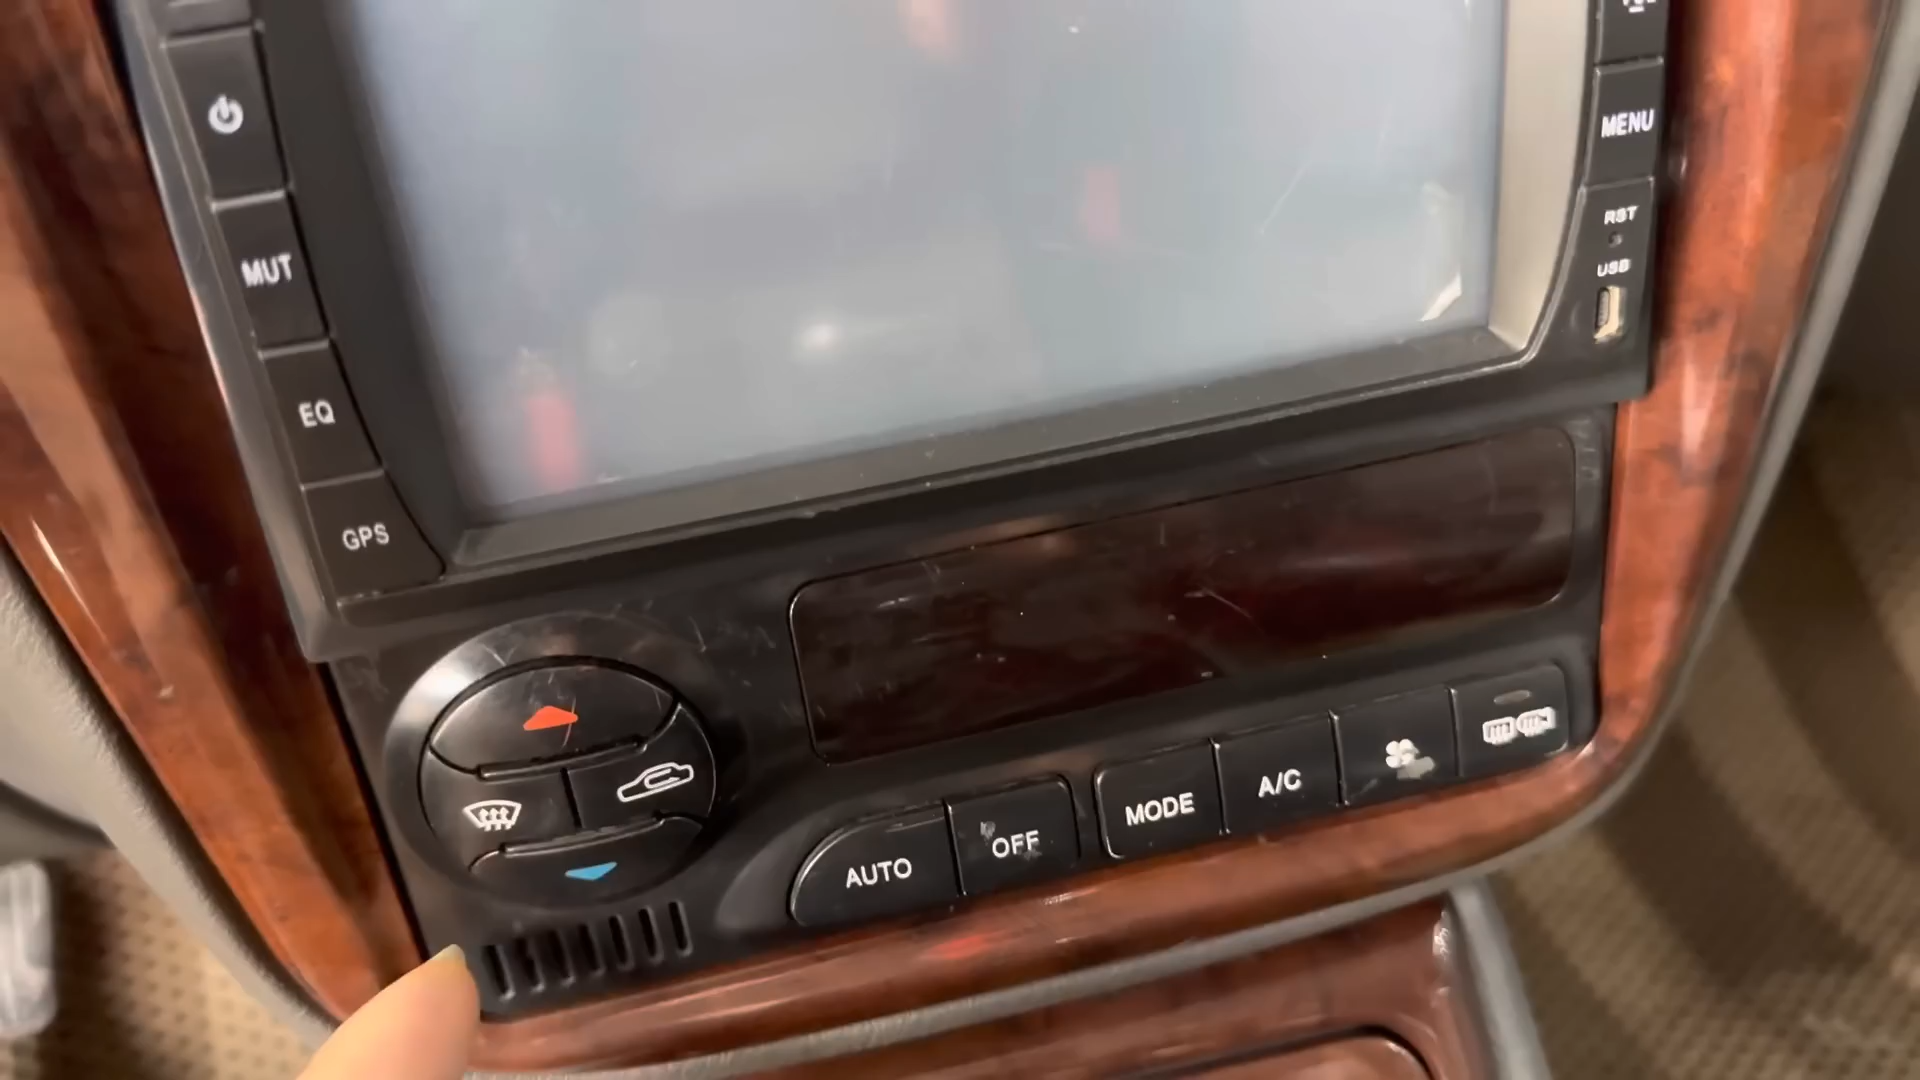 MUT
EQ
GPS
MENU
RST
USB
AUTO
OFF
MODE
A/C